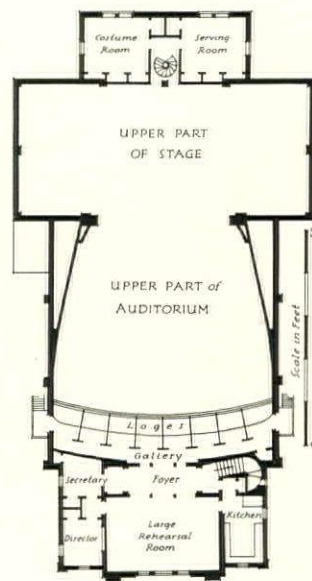 Costume
Room
Serving
Room
UPPER PART
OF STAGE
UPPER PART of
AUDITORIUM
Scale in Feet
Loges
Gallery
Secretary
Foyer
Director
Large
Rehearsal
Room
Kitchen